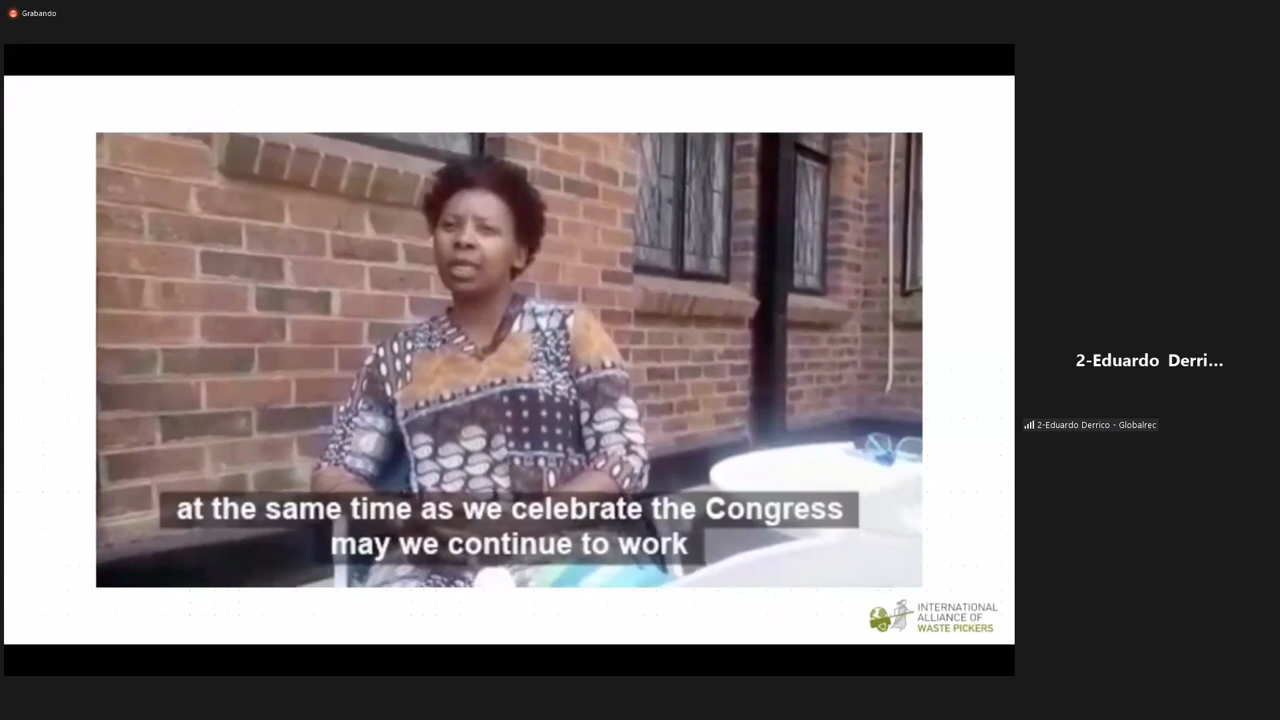 Grabando
at the same time as we celebrate the Congress
may we continue to work
INTERNATIONAL
ALLIANCE OF
WASTE PICKERS
2-Eduardo Derri...
2-Eduardo Derrico - Globalrec